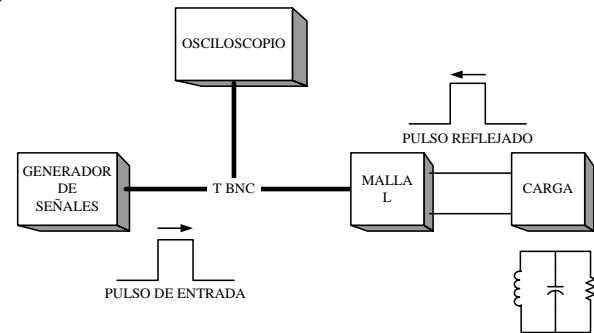 OSCILOSCOPIO
PULSO REFLEJADO
GENERADOR
DE
SEÑALES
T BNC
MALLA
L
CARGA
PULSO DE ENTRADA